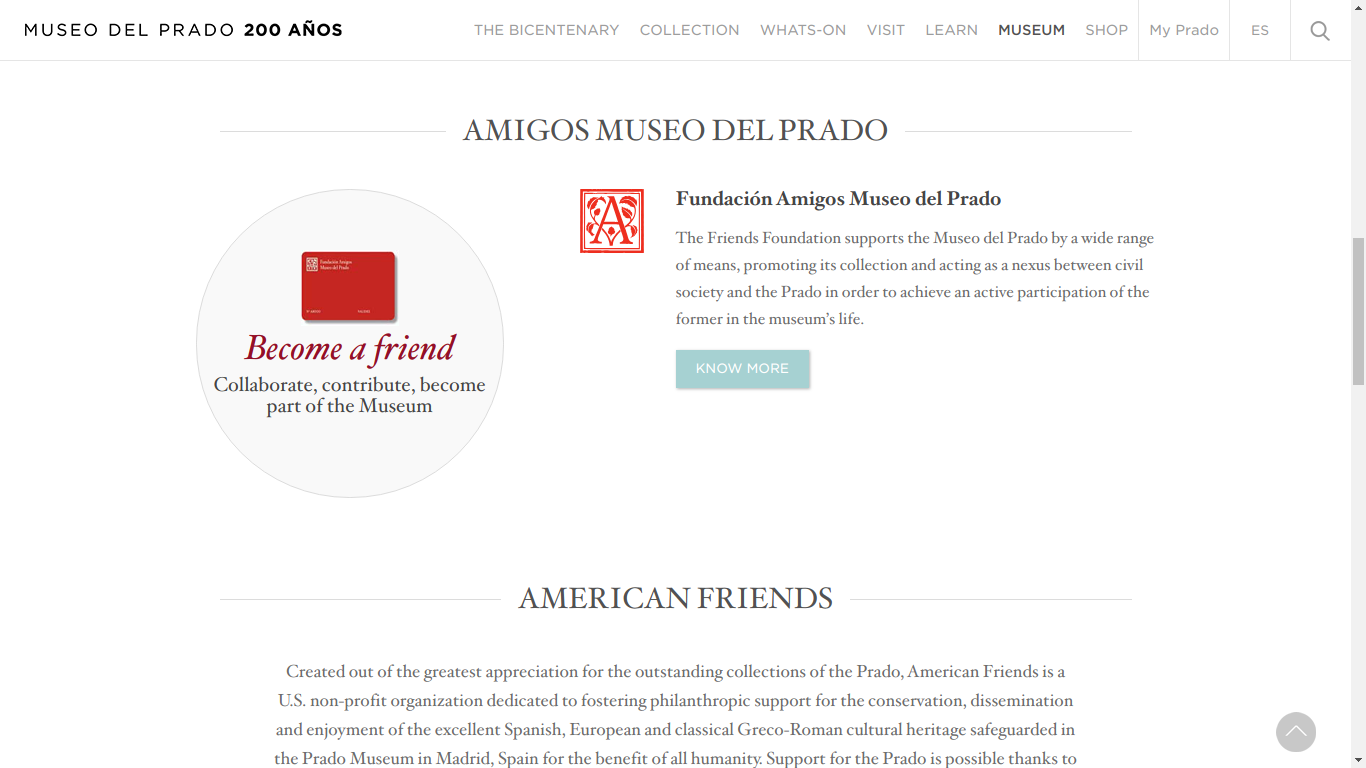 MUSEO DEL PRADO 200 AÑOS
THE BICENTENARY COLLECTION WHATS-ON VISIT LEARN MUSEUM SHOP My Prado ES
AMIGOS MUSEO DEL PRADO
Fundación Amigos
Museo del Prado
Become a friend
Collaborate, contribute, become
part of the Museum
A
Fundación Amigos Museo del Prado
The Friends Foundation supports the Museo del Prado by a wide range
of means, promoting its collection and acting as a nexus between civil
society and the Prado in order to achieve an active participation of the
former in the museum’s life.
KNOW MORE
AMERICAN FRIENDS
Created out of the greatest appreciation for the outstanding collections of the Prado, American Friends is a
U.S. non-profit organization dedicated to fostering philanthropic support for the conservation, dissemination
and enjoyment of the excellent Spanish, European and classical Greco-Roman cultural heritage safeguarded in
the Prado Museum in Madrid, Spain for the benefit of all humanity. Support for the Prado is possible thanks to